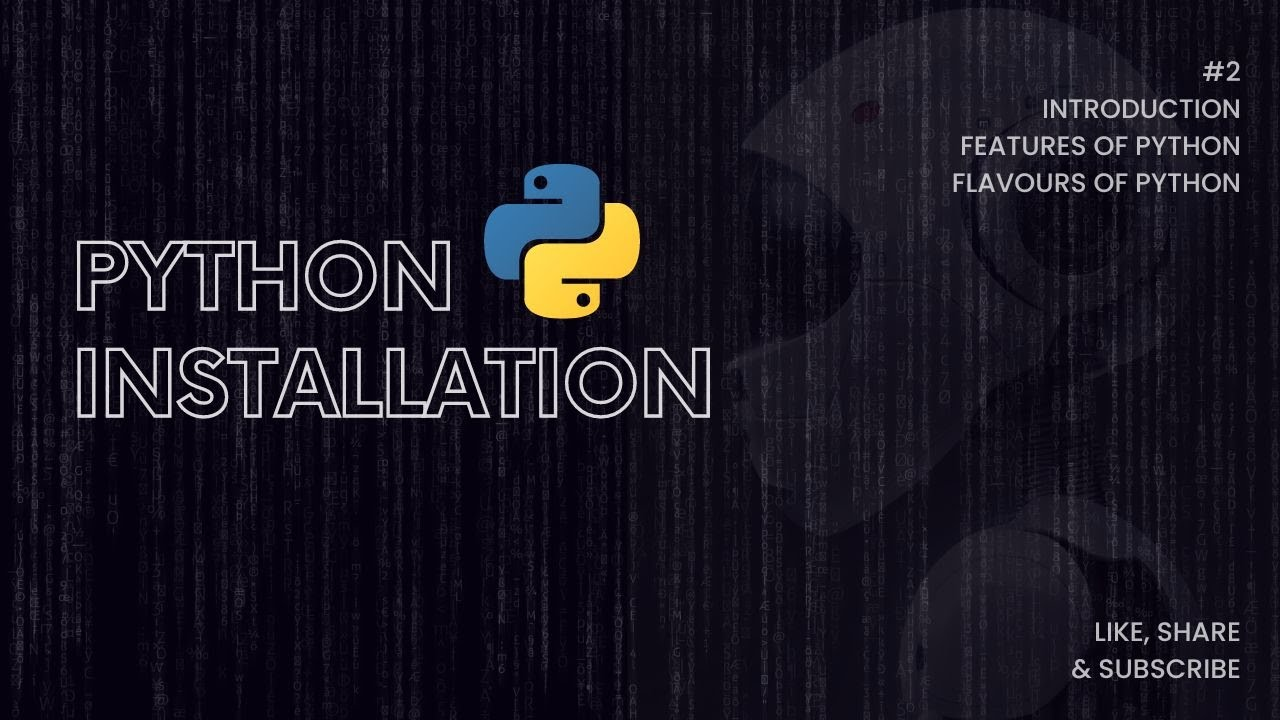 #2
INTRODUCTION
FEATURES OF PYTHON
FLAVOURS OF PYTHON
PYTHON
INSTALLATION
LIKE, SHARE
& SUBSCRIBE